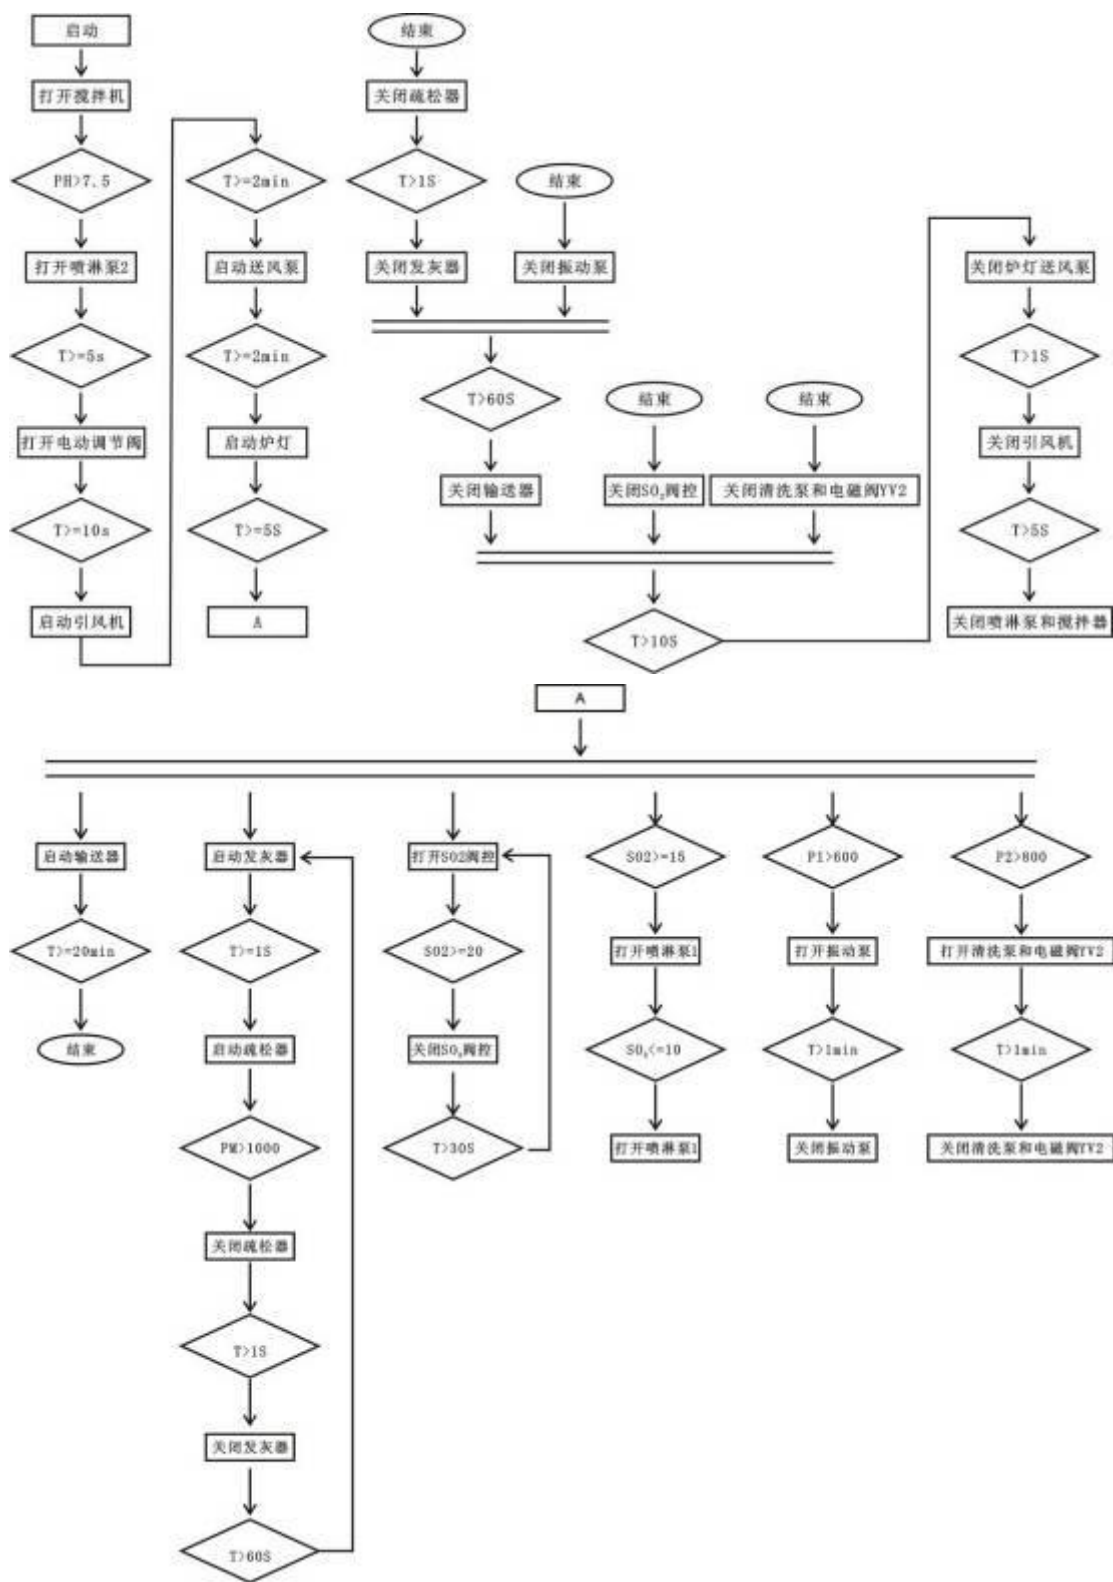 启动
打开搅拌机
PH>7.5
打开喷淋泵2
T>=5s
打开电动调节阀
T>=10s
启动引风机
T>=2min
启动送风泵
T>=2min
启动炉灯
T>=5S
A
结束
关闭疏松器
T>1S
关闭发灰器
结束
关闭振动泵
T>60S
关闭输送器
结束
关闭SO₂阀控
结束
关闭清洗泵和电磁阀YV2
T>10S
关闭炉灯送风泵
T>1S
关闭引风机
T>5S
关闭喷淋泵和搅拌器
A
启动输送器
T>=20min
结束
启动发灰器
T>=1S
启动疏松器
PM>1000
关闭疏松器
T>1S
关闭发灰器
T>60S
打开SO2阀控
SO2>=20
关闭SO₂阀控
T>30S
SO2>=15
打开喷淋泵1
SO₂<=10
打开喷淋泵1
P1>600
打开振动泵
T>1min
关闭振动泵
P2>800
打开清洗泵和电磁阀YV2
T>1min
关闭清洗泵和电磁阀YV2